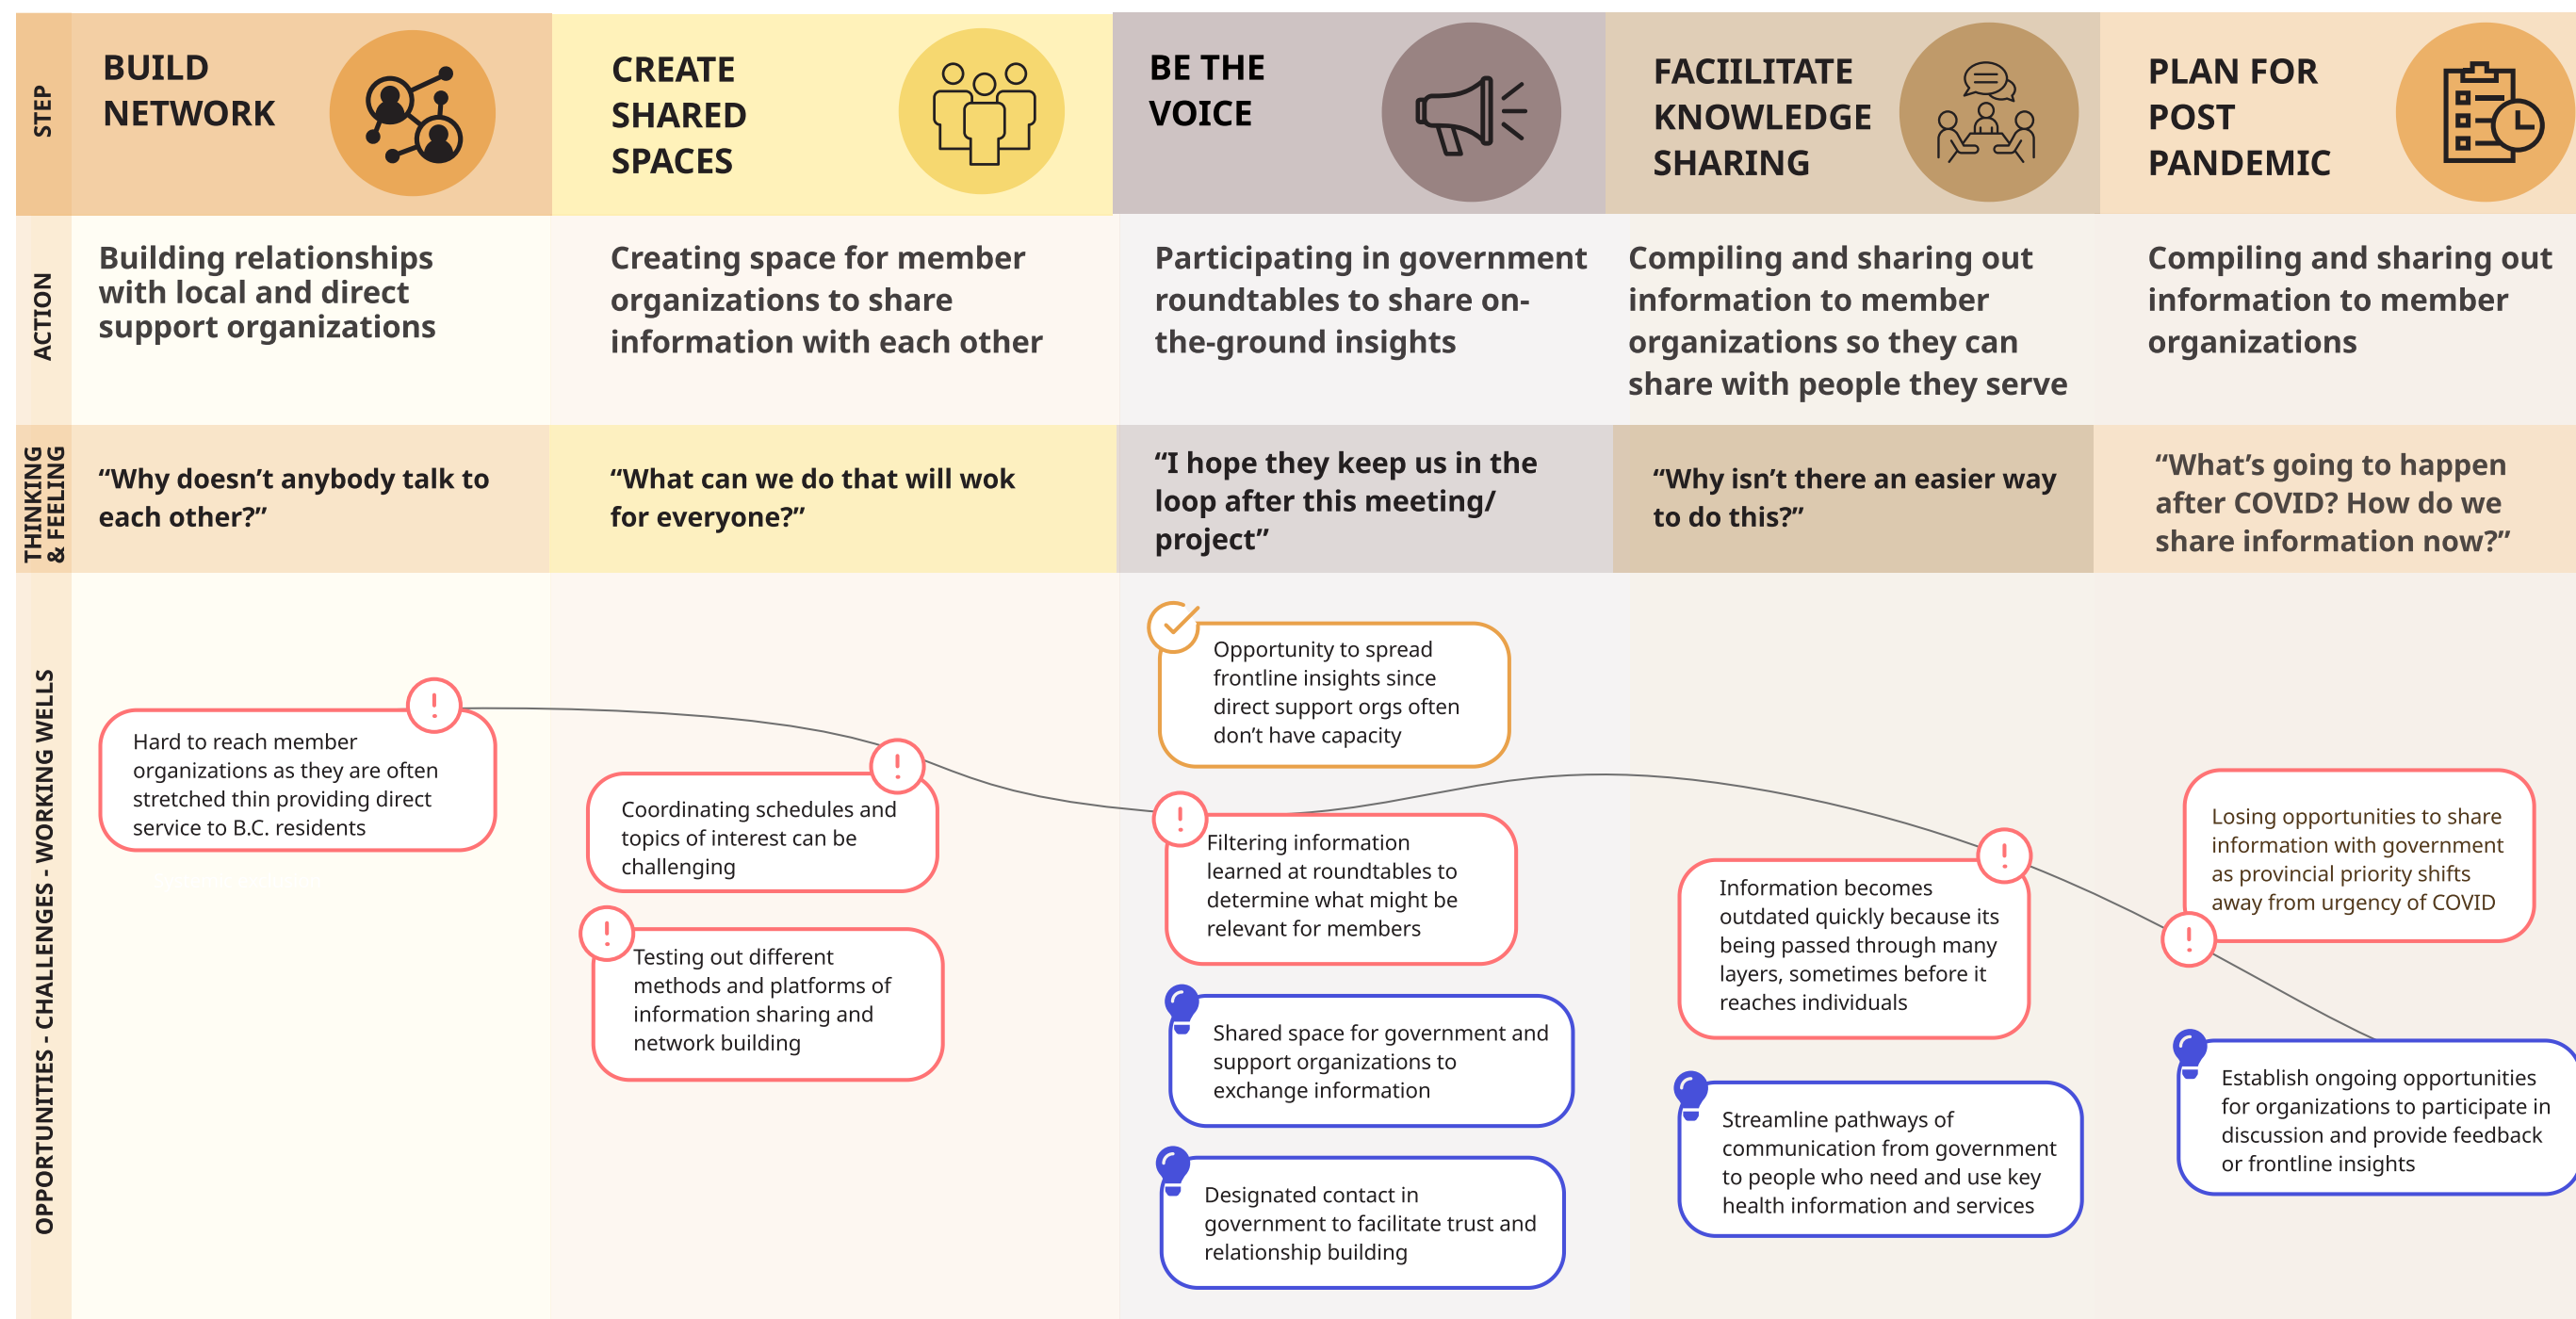 STEP
BUILD
NETWORK
CREATE
SHARED
SPACES
BE THE
VOICE
FACIILITATE
KNOWLEDGE
SHARING
PLAN FOR
POST
PANDEMIC
ACTION
Building relationships
with local and direct
support organizations
Creating space for member
organizations to share
information with each other
Participating in government
roundtables to share on-
the-ground insights
Compiling and sharing out
information to member
organizations so they can
share with people they serve
Compiling and sharing out
information to member
organizations
THINKING
& FEELING
“Why doesn’t anybody talk to
each other?”
“What can we do that will wok
for everyone?”
“I hope they keep us in the
loop after this meeting/
project”
“Why isn’t there an easier way
to do this?”
“What’s going to happen
after COVID? How do we
share information now?”
OPPORTUNITIES - CHALLENGES - WORKING WELLS
Hard to reach member
organizations as they are often
stretched thin providing direct
service to B.C. residents
Coordinating schedules and
topics of interest can be
challenging
Testing out different
methods and platforms of
information sharing and
network building
Opportunity to spread
frontline insights since
direct support orgs often
don’t have capacity
Filtering information
learned at roundtables to
determine what might be
relevant for members
Shared space for government and
support organizations to
exchange information
Designated contact in
government to facilitate trust and
relationship building
Information becomes
outdated quickly because its
being passed through many
layers, sometimes before it
reaches individuals
Streamline pathways of
communication from government
to people who need and use key
health information and services
Losing opportunities to share
information with government
as provincial priority shifts
away from urgency of COVID
Establish ongoing opportunities
for organizations to participate in
discussion and provide feedback
or frontline insights